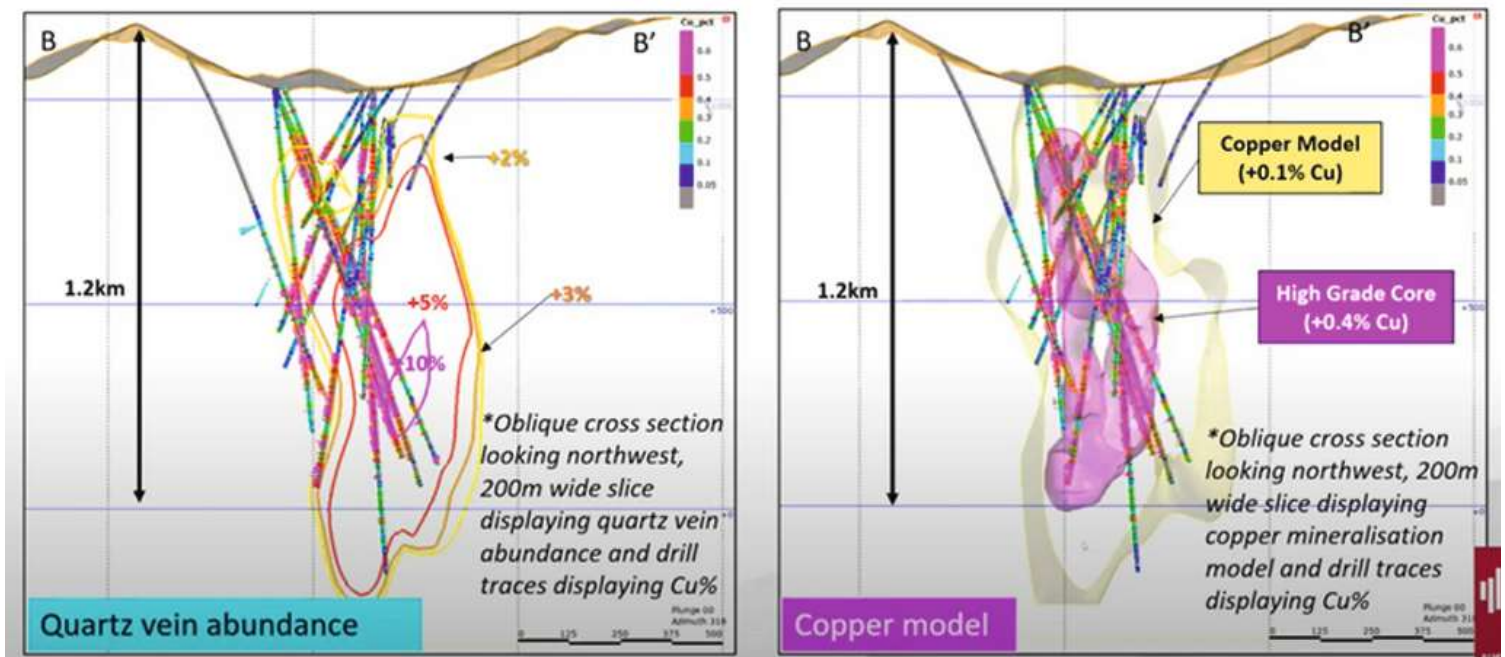 B
B'
Cu_pct
0.6
0.5
0.4
0.3
0.2
0.1
0.05
+2%
1.2km
+5%
+3%
+10%
*Oblique cross section
looking northwest,
200m wide slice
displaying quartz vein
abundance and drill
traces displaying Cu%
Quartz vein abundance
Plunge 00
0
125
250
375
500
B
B'
Cu_pct
0.6
0.5
0.4
0.3
0.2
0.1
0.05
Copper Model
(+0.1% Cu)
1.2km
+500
High Grade Core
(+0.4% Cu)
*Oblique cross section
looking northwest, 200m
wide slice displaying
copper mineralisation
model and drill traces
displaying Cu%
Copper model
Plunge 00
0
125
250
375
500